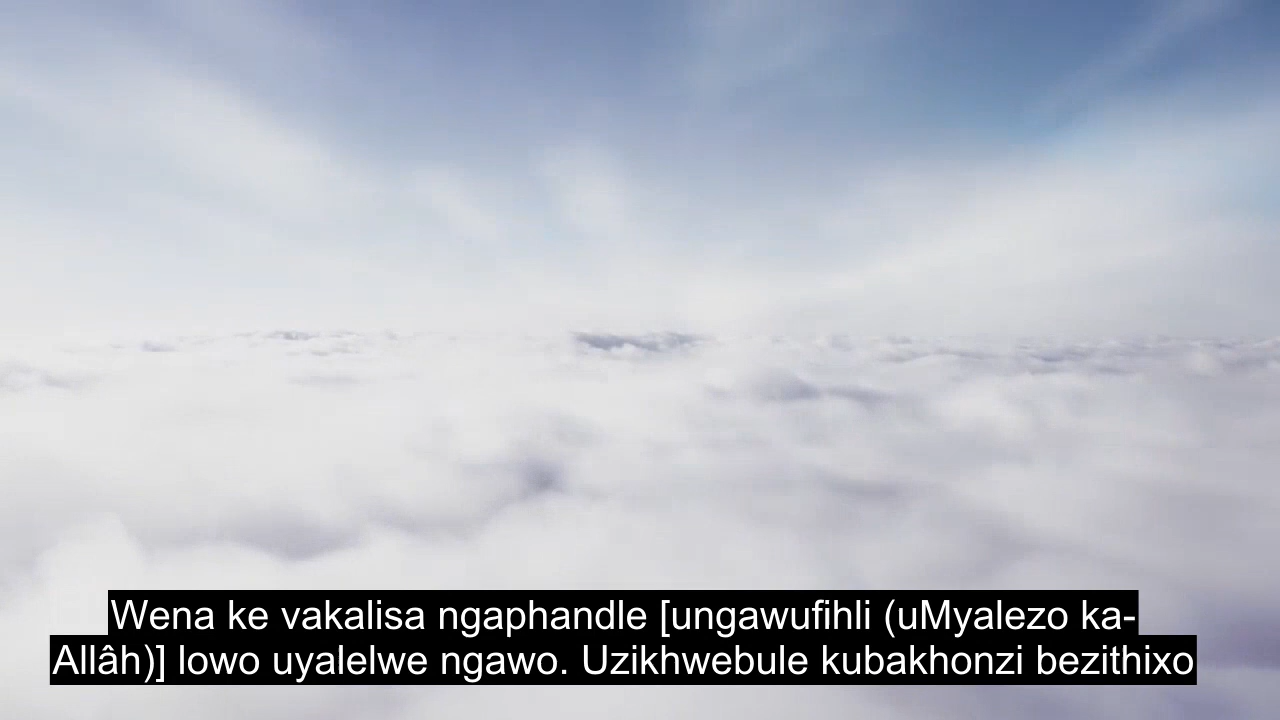 Wena ke vakalisa ngaphandle [ungawufihli (uMyalezo ka-
Allâh)] lowo uyalelwe ngawo. Uzikhwebule kubakhonzi bezithixo